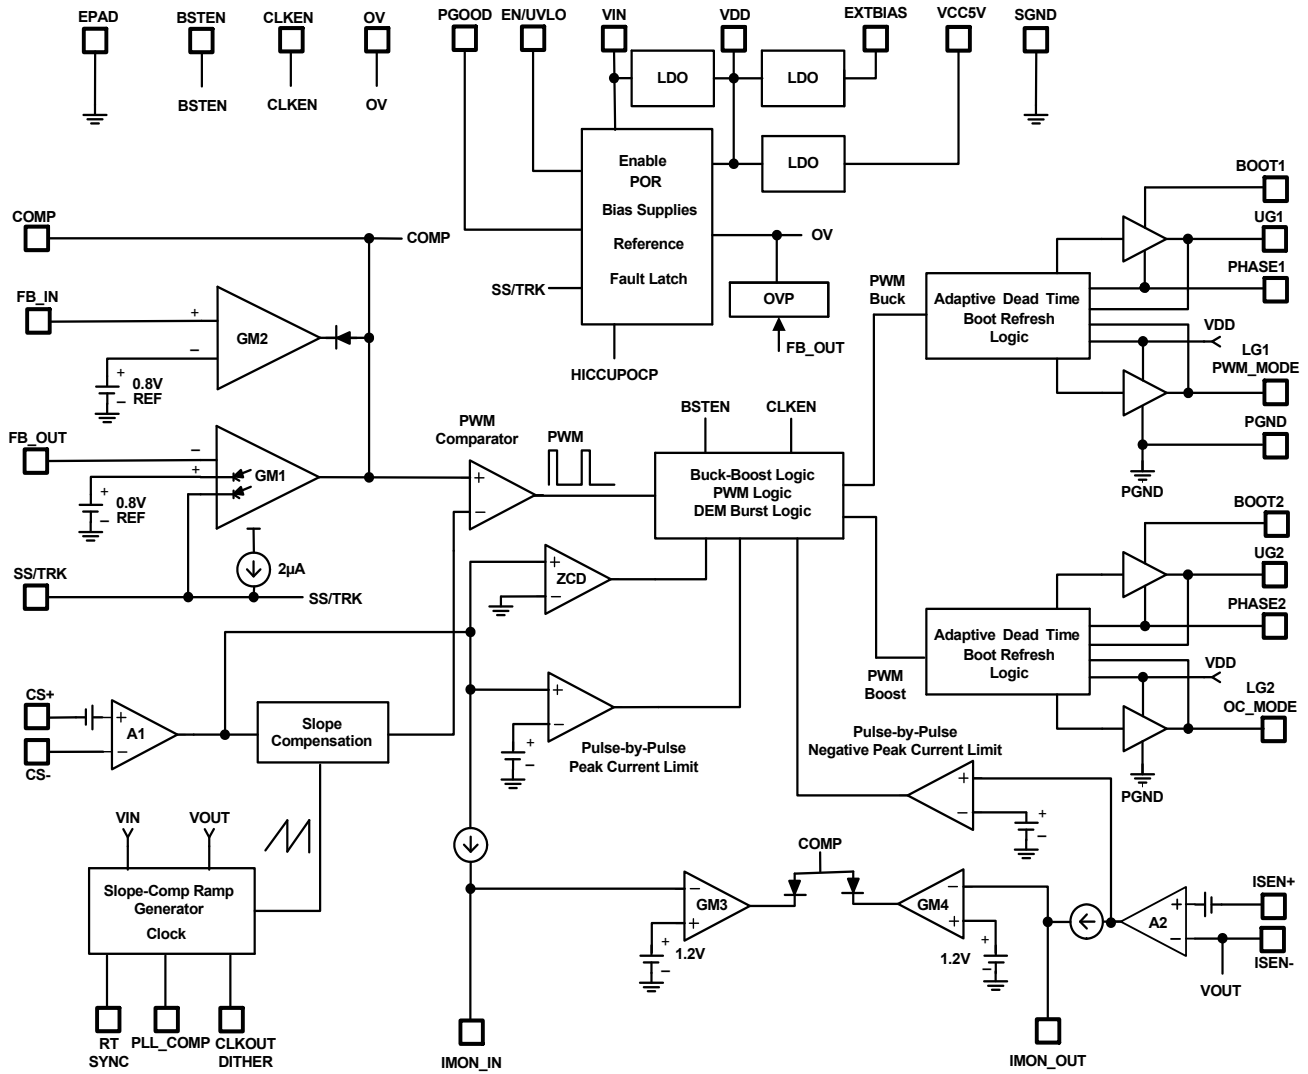 EPAD
BSTEN
CLKEN
OV
PGOOD
EN/UVLO
VIN
VDD
EXTBIAS
VCC5V
SGND
BSTEN
CLKEN
OV
LDO
LDO
LDO
Enable
POR
Bias Supplies
Reference
Fault Latch
SS/TRK
HICCUPOCP
OV
OVP
FB_OUT
COMP
COMP
FB_IN
+
−
GM2
+
−
0.8V
REF
FB_OUT
−
+
GM1
+
−
0.8V
REF
2µA
SS/TRK
SS/TRK
PWM
Comparator
+
−
PWM
BSTEN
CLKEN
Buck-Boost Logic
PWM Logic
DEM Burst Logic
+
−
ZCD
PWM
Buck
Adaptive Dead Time
Boot Refresh
Logic
BOOT1
UG1
PHASE1
VDD
LG1
PWM_MODE
PGND
PGND
PWM
Boost
Adaptive Dead Time
Boot Refresh
Logic
BOOT2
UG2
PHASE2
VDD
LG2
OC_MODE
PGND
CS+
CS-
+
−
A1
Slope
Compensation
+
−
+
−
Pulse-by-Pulse
Peak Current Limit
Pulse-by-Pulse
Negative Peak Current Limit
+
−
+
−
VIN
VOUT
Slope-Comp Ramp
Generator
Clock
RT
SYNC
PLL_COMP
CLKOUT
DITHER
IMON_IN
COMP
−
+
GM3
+
−
1.2V
−
+
GM4
+
−
1.2V
+
−
A2
ISEN+
ISEN-
VOUT
IMON_OUT